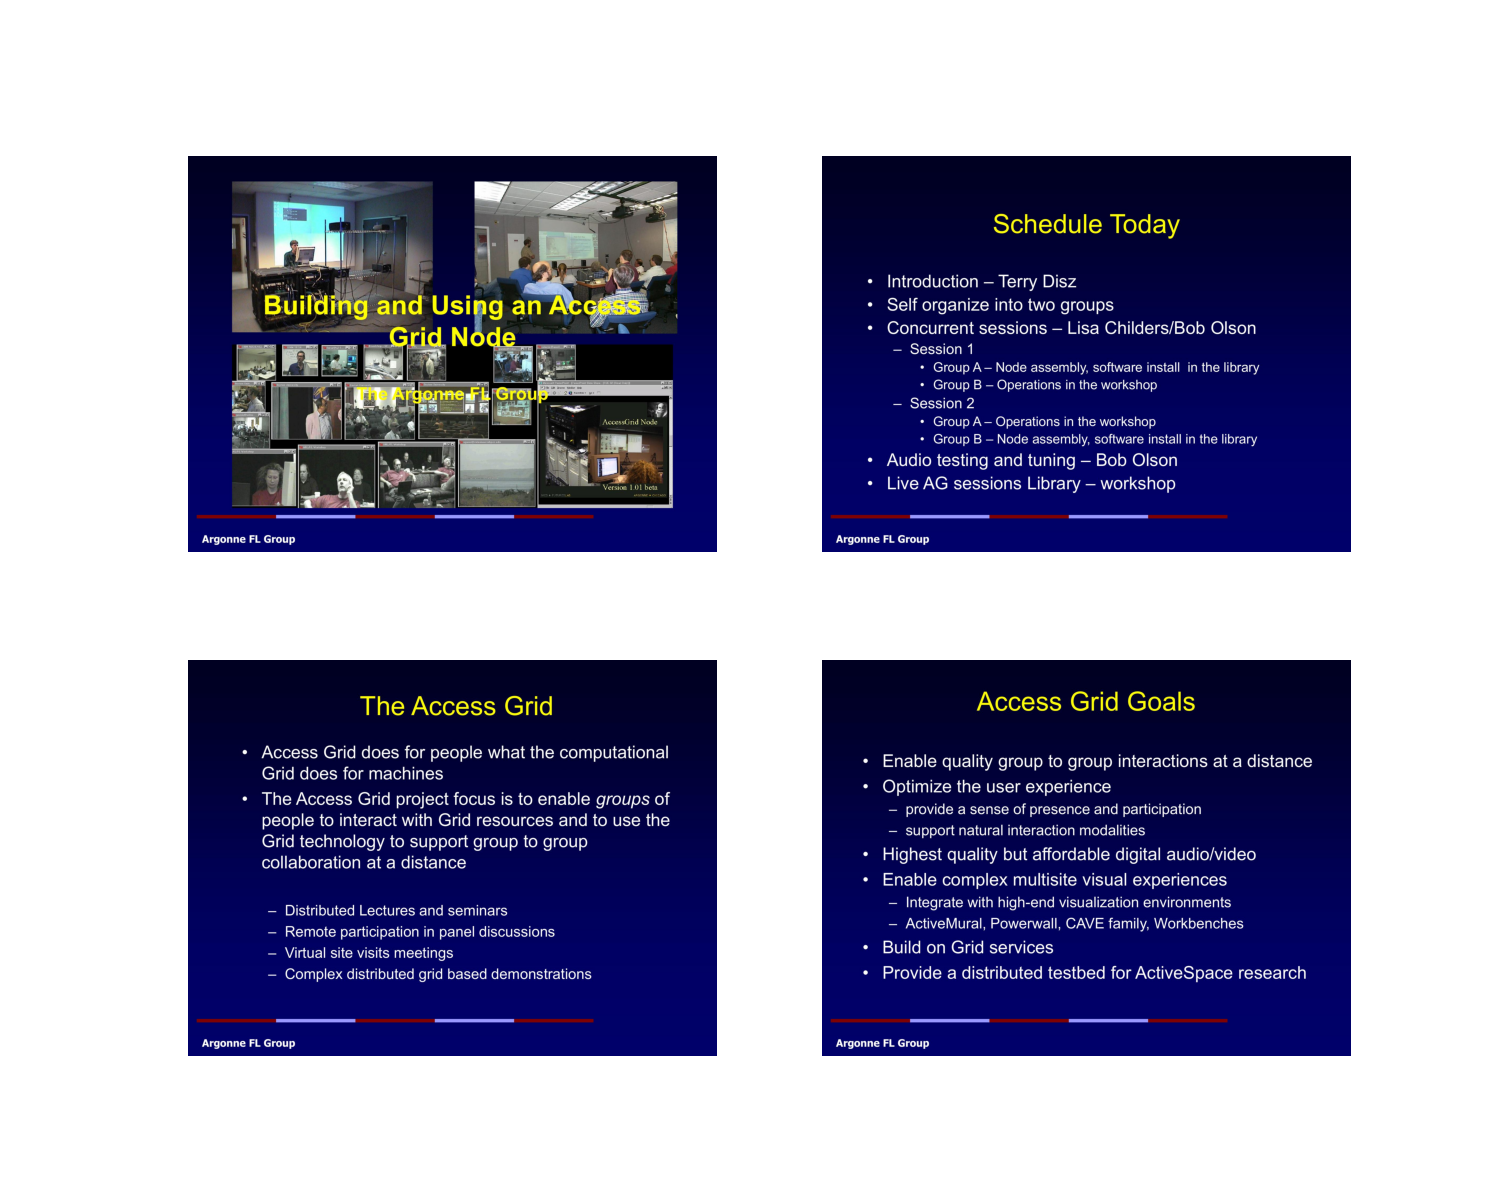 Building and Using an Access
Grid Node
The Argonne FL Group
AccessGrid Node
Version 1.01 beta
Argonne FL Group
Schedule Today
• Introduction – Terry Disz
• Self organize into two groups
• Concurrent sessions – Lisa Childers/Bob Olson
– Session 1
• Group A – Node assembly, software install in the library
• Group B – Operations in the workshop
– Session 2
• Group A – Operations in the workshop
• Group B – Node assembly, software install in the library
• Audio testing and tuning – Bob Olson
• Live AG sessions Library – workshop
Argonne FL Group
The Access Grid
• Access Grid does for people what the computational
Grid does for machines
• The Access Grid project focus is to enable groups of
people to interact with Grid resources and to use the
Grid technology to support group to group
collaboration at a distance
– Distributed Lectures and seminars
– Remote participation in panel discussions
– Virtual site visits meetings
– Complex distributed grid based demonstrations
Argonne FL Group
Access Grid Goals
• Enable quality group to group interactions at a distance
• Optimize the user experience
– provide a sense of presence and participation
– support natural interaction modalities
• Highest quality but affordable digital audio/video
• Enable complex multisite visual experiences
– Integrate with high-end visualization environments
– ActiveMural, Powerwall, CAVE family, Workbenches
• Build on Grid services
• Provide a distributed testbed for ActiveSpace research
Argonne FL Group